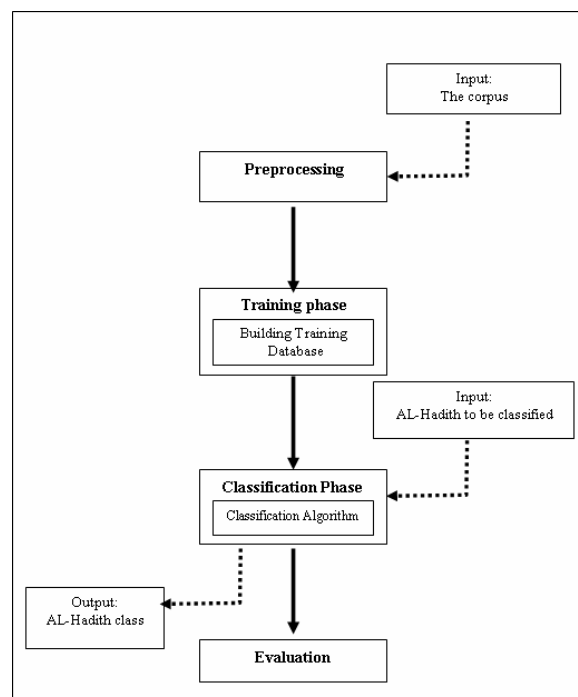 Input:
The corpus
Preprocessing
Training phase
Building Training
Database
Input:
AL-Hadith to be classified
Classification Phase
Classification Algorithm
Output:
AL-Hadith class
Evaluation